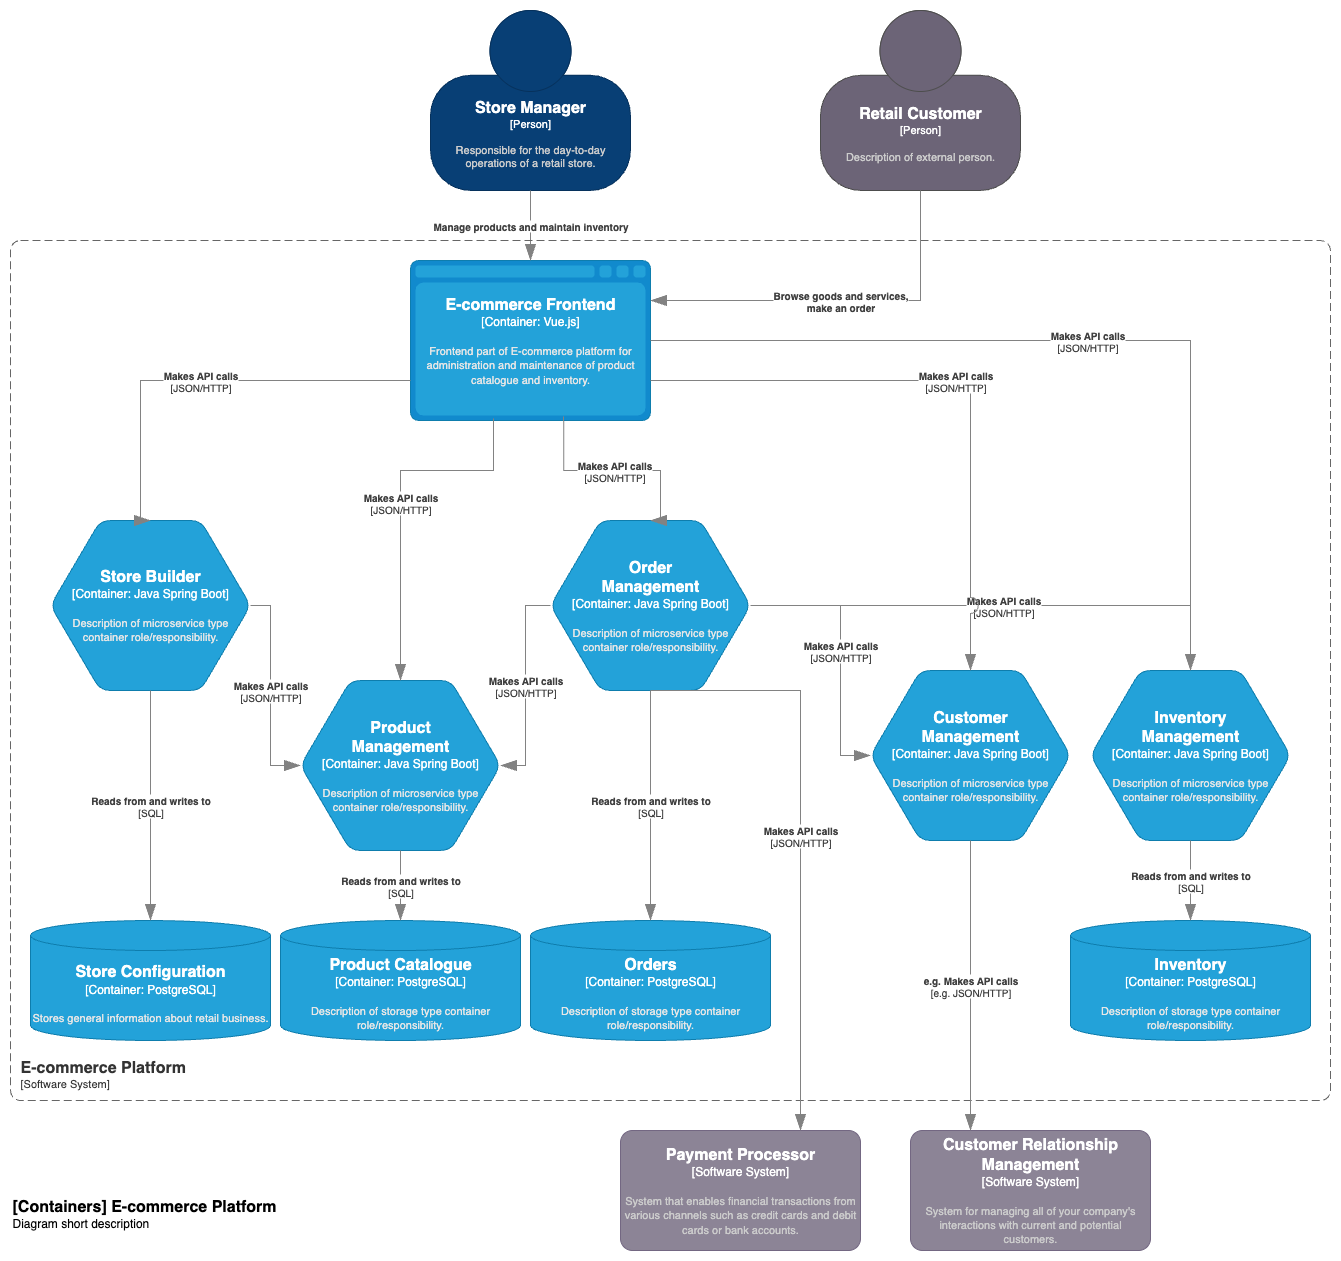 Store Manager
[Person]
Responsible for the day-to-day
operations of a retail store.
Retail Customer
[Person]
Description of external person.
Manage products and maintain inventory
Browse goods and services,
make an order
E-commerce Frontend
[Container: Vue.js]
Frontend part of E-commerce platform for
administration and maintenance of product
catalogue and inventory.
Makes API calls
[JSON/HTTP]
Makes API calls
[JSON/HTTP]
Makes API calls
[JSON/HTTP]
Makes API calls
[JSON/HTTP]
Makes API calls
[JSON/HTTP]
Store Builder
[Container: Java Spring Boot]
Description of microservice type
container role/responsibility.
Order
Management
[Container: Java Spring Boot]
Description of microservice type
container role/responsibility.
Makes API calls
[JSON/HTTP]
Makes API calls
[JSON/HTTP]
Makes API calls
[JSON/HTTP]
Makes API calls
[JSON/HTTP]
Product
Management
[Container: Java Spring Boot]
Description of microservice type
container role/responsibility.
Customer
Management
[Container: Java Spring Boot]
Description of microservice type
container role/responsibility.
Inventory
Management
[Container: Java Spring Boot]
Description of microservice type
container role/responsibility.
Reads from and writes to
[SQL]
Reads from and writes to
[SQL]
Makes API calls
[JSON/HTTP]
Reads from and writes to
[SQL]
Reads from and writes to
[SQL]
Store Configuration
[Container: PostgreSQL]
Stores general information about retail business.
Product Catalogue
[Container: PostgreSQL]
Description of storage type container
role/responsibility.
Orders
[Container: PostgreSQL]
Description of storage type container
role/responsibility.
e.g. Makes API calls
[e.g. JSON/HTTP]
Inventory
[Container: PostgreSQL]
Description of storage type container
role/responsibility.
E-commerce Platform
[Software System]
Payment Processor
[Software System]
System that enables financial transactions from
various channels such as credit cards and debit
cards or bank accounts.
Customer Relationship
Management
[Software System]
System for managing all of your company's
interactions with current and potential
customers.
[Containers] E-commerce Platform
Diagram short description